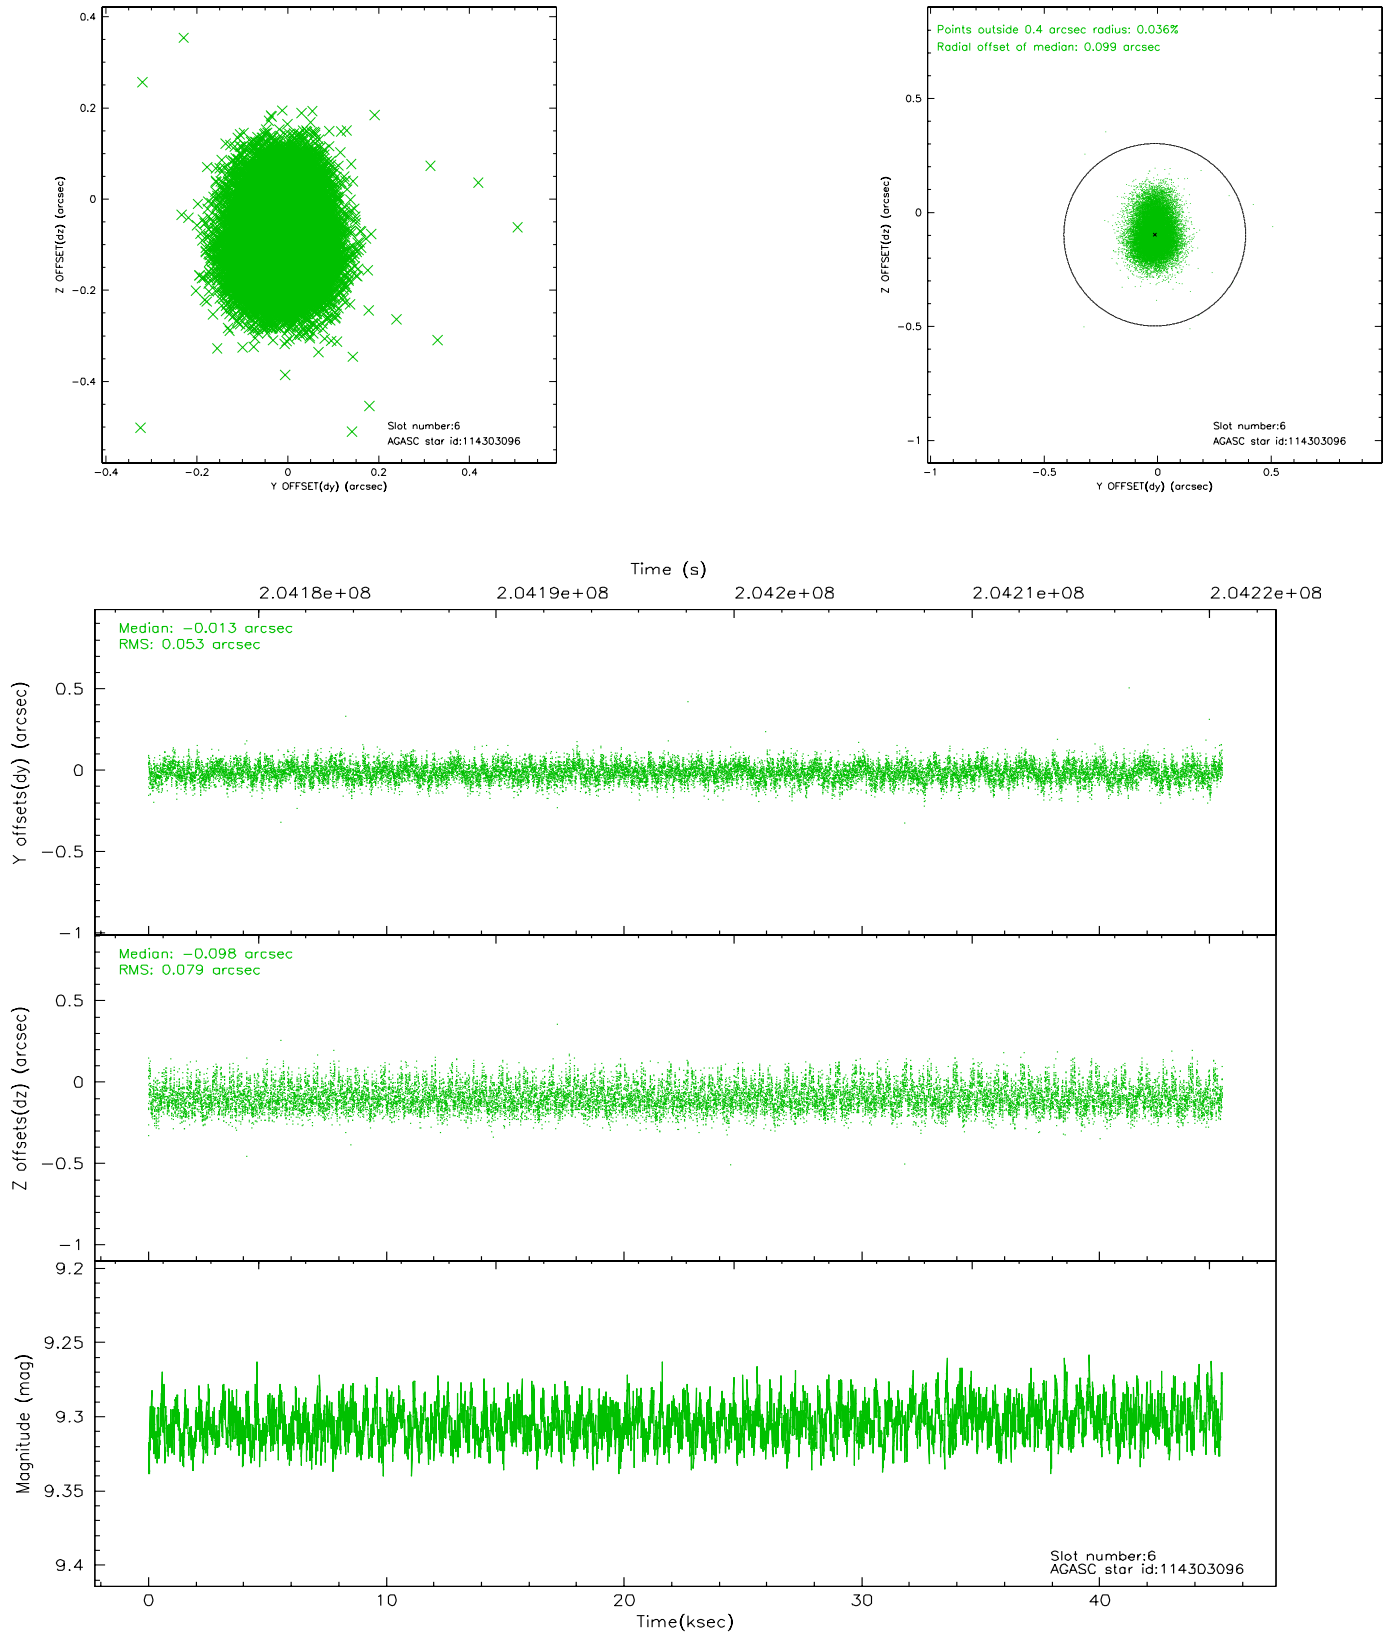 0.4
0.2
0
-0.2
-0.4
Z OFFSET(dz) (arcsec)
Slot number:6
AGASC star id:114303096
-0.4
-0.2
0
0.2
0.4
Y OFFSET(dy) (arcsec)
Points outside 0.4 arcsec radius: 0.036%
Radial offset of median: 0.099 arcsec
0.5
0
-0.5
-1
Z OFFSET(dz) (arcsec)
Slot number:6
AGASC star id:114303096
-1
-0.5
0
0.5
Y OFFSET(dy) (arcsec)
Time (s)
2.0418e+08
2.0419e+08
2.042e+08
2.0421e+08
2.0422e+08
Median: -0.013 arcsec
RMS: 0.053 arcsec
0.5
0
-0.5
-1
Y offsets(dy) (arcsec)
Median: -0.098 arcsec
RMS: 0.079 arcsec
0.5
0
-0.5
-1
Z offsets(dz) (arcsec)
9.2
9.25
9.3
9.35
9.4
Magnitude (mag)
Slot number:6
AGASC star id:114303096
0
10
20
30
40
Time(ksec)